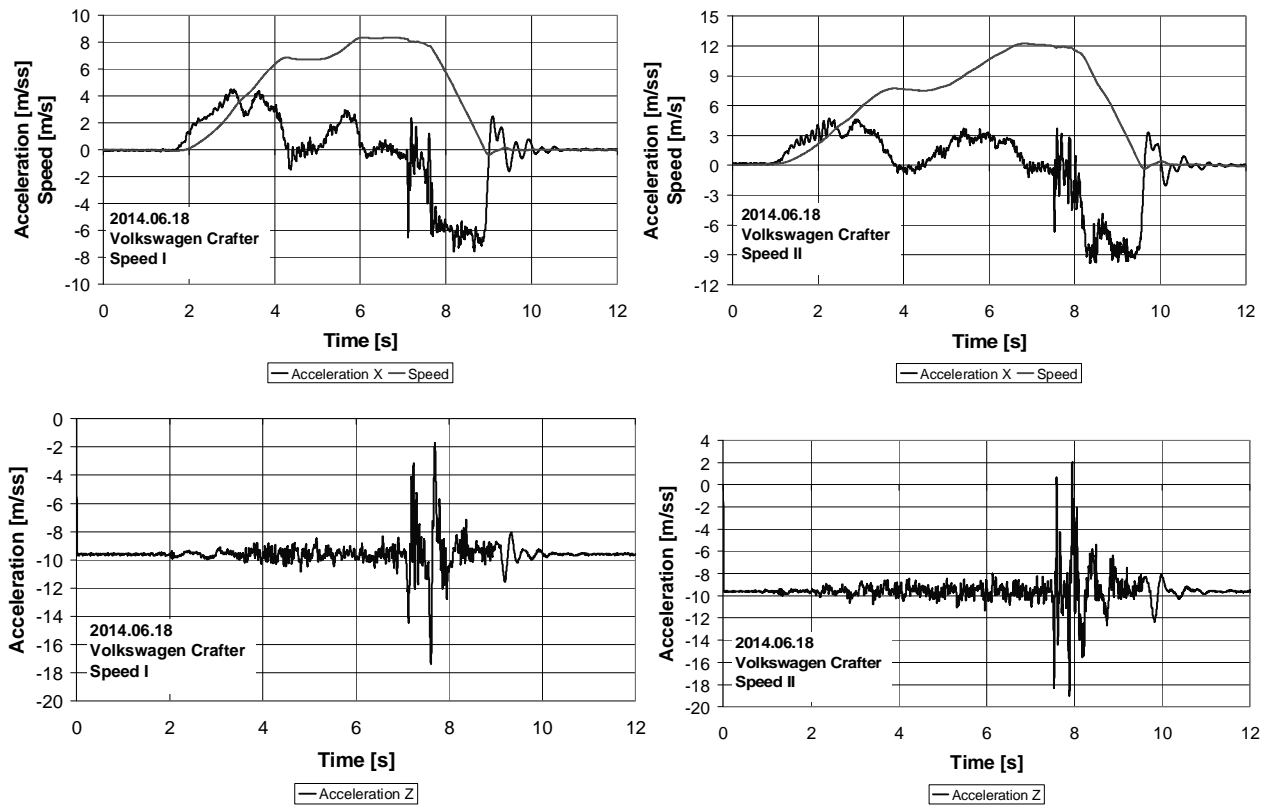 10
8
6
4
2
0
-2
-4
-6
-8
-10
Acceleration [m/ss]
Speed [m/s]
2014.06.18
Volkswagen Crafter
Speed I
0 2 4 6 8 10 12
Time [s]
Acceleration X Speed
15
12
9
6
3
0
-3
-6
-9
-12
Acceleration [m/ss]
Speed [m/s]
2014.06.18
Volkswagen Crafter
Speed II
0 2 4 6 8 10 12
Time [s]
Acceleration X Speed
0
-2
-4
-6
-8
-10
-12
-14
-16
-18
-20
Acceleration [m/ss]
2014.06.18
Volkswagen Crafter
Speed I
0 2 4 6 8 10 12
Time [s]
Acceleration Z
4
2
0
-2
-4
-6
-8
-10
-12
-14
-16
-18
-20
Acceleration [m/ss]
2014.06.18
Volkswagen Crafter
Speed II
0 2 4 6 8 10 12
Time [s]
Acceleration Z